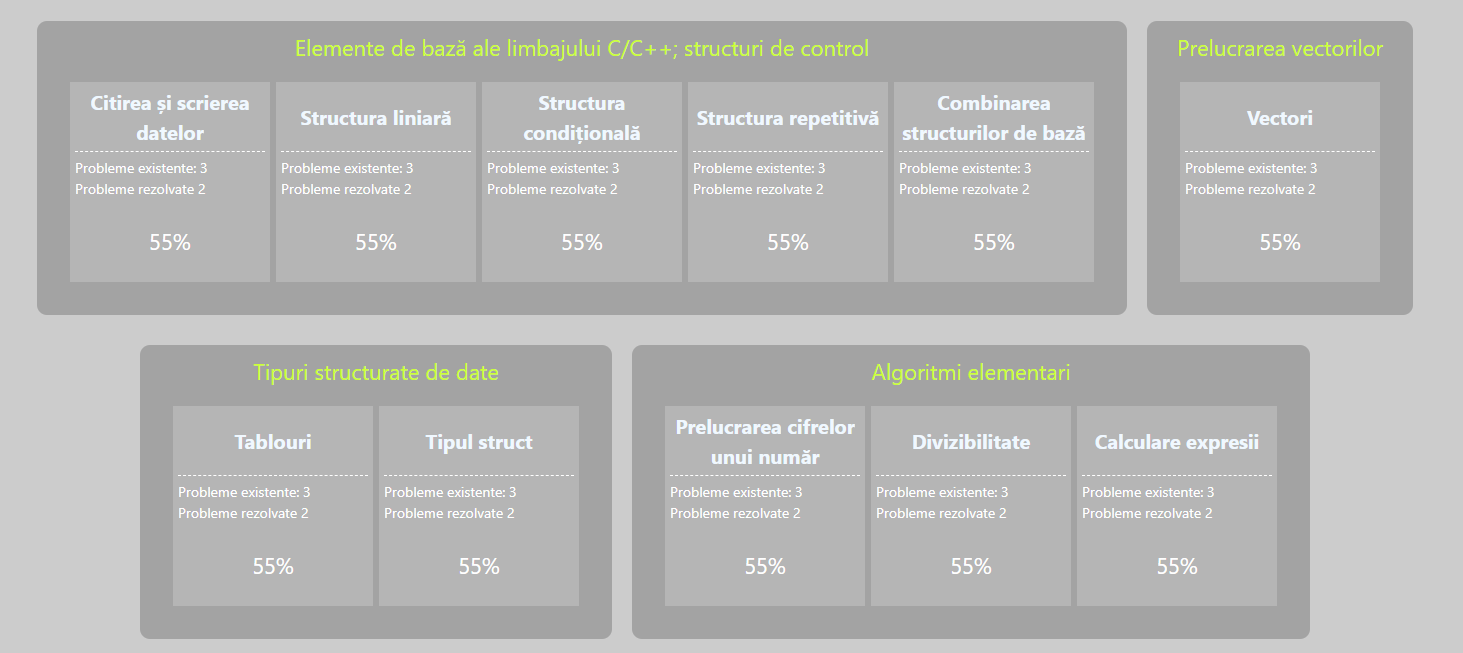 Elemente de bază ale limbajului C/C++; structuri de control
Citirea și scrierea
datelor
Probleme existente: 3
Probleme rezolvate 2
55%
Structura liniară
Probleme existente: 3
Probleme rezolvate 2
55%
Structura
condițională
Probleme existente: 3
Probleme rezolvate 2
55%
Structura repetitivă
Probleme existente: 3
Probleme rezolvate 2
55%
Combinarea
structurilor de bază
Probleme existente: 3
Probleme rezolvate 2
55%
Prelucrarea vectorilor
Vectori
Probleme existente: 3
Probleme rezolvate 2
55%
Tipuri structurate de date
Tablouri
Probleme existente: 3
Probleme rezolvate 2
55%
Tipul struct
Probleme existente: 3
Probleme rezolvate 2
55%
Algoritmi elementari
Prelucrarea cifrelor
unui număr
Probleme existente: 3
Probleme rezolvate 2
55%
Divizibilitate
Probleme existente: 3
Probleme rezolvate 2
55%
Calculare expresii
Probleme existente: 3
Probleme rezolvate 2
55%